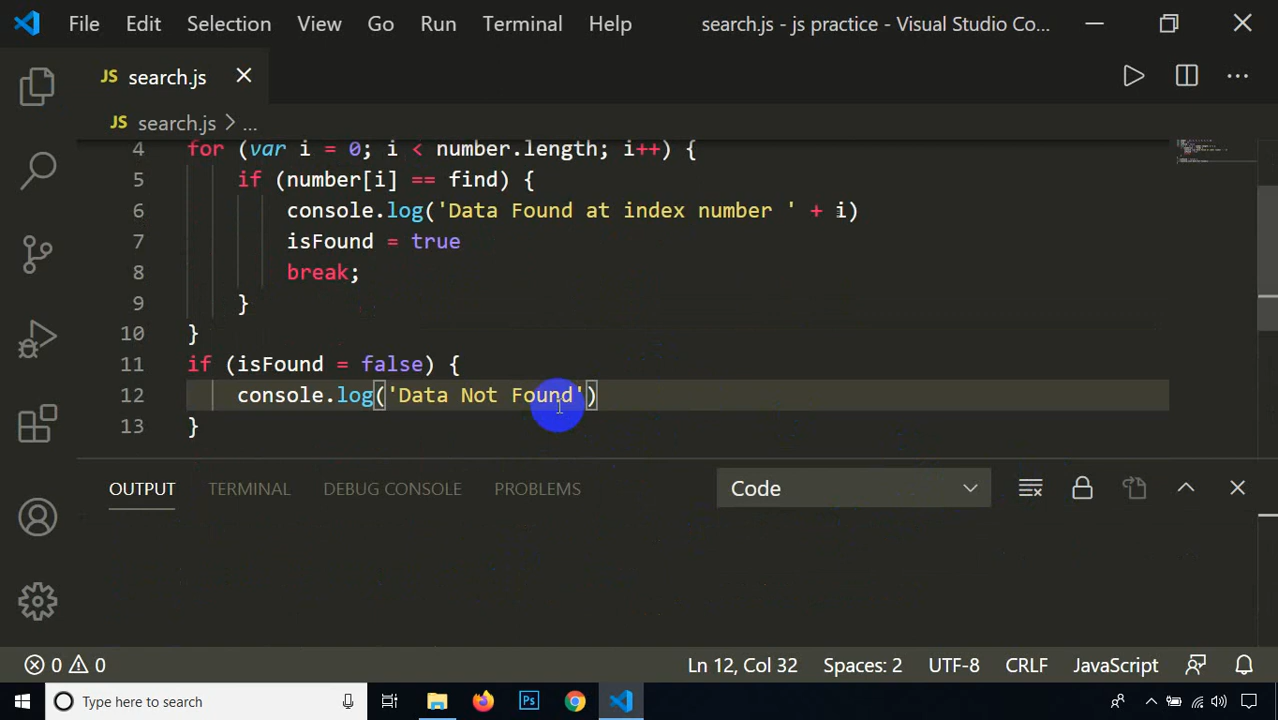 File Edit Selection View Go Run Terminal Help search.js - js practice - Visual Studio Co...
JS search.js
JS search.js > ...
4 for (var i = 0; i < number.length; i++) {
5 if (number[i] == find) {
6 console.log('Data Found at index number ' + i)
7 isFound = true
8 break;
9 }
10 }
11 if (isFound = false) {
12 console.log('Data Not Found')
13 }
OUTPUT TERMINAL DEBUG CONSOLE PROBLEMS Code
0 0 Ln 12, Col 32 Spaces: 2 UTF-8 CRLF JavaScript
Type here to search Ps